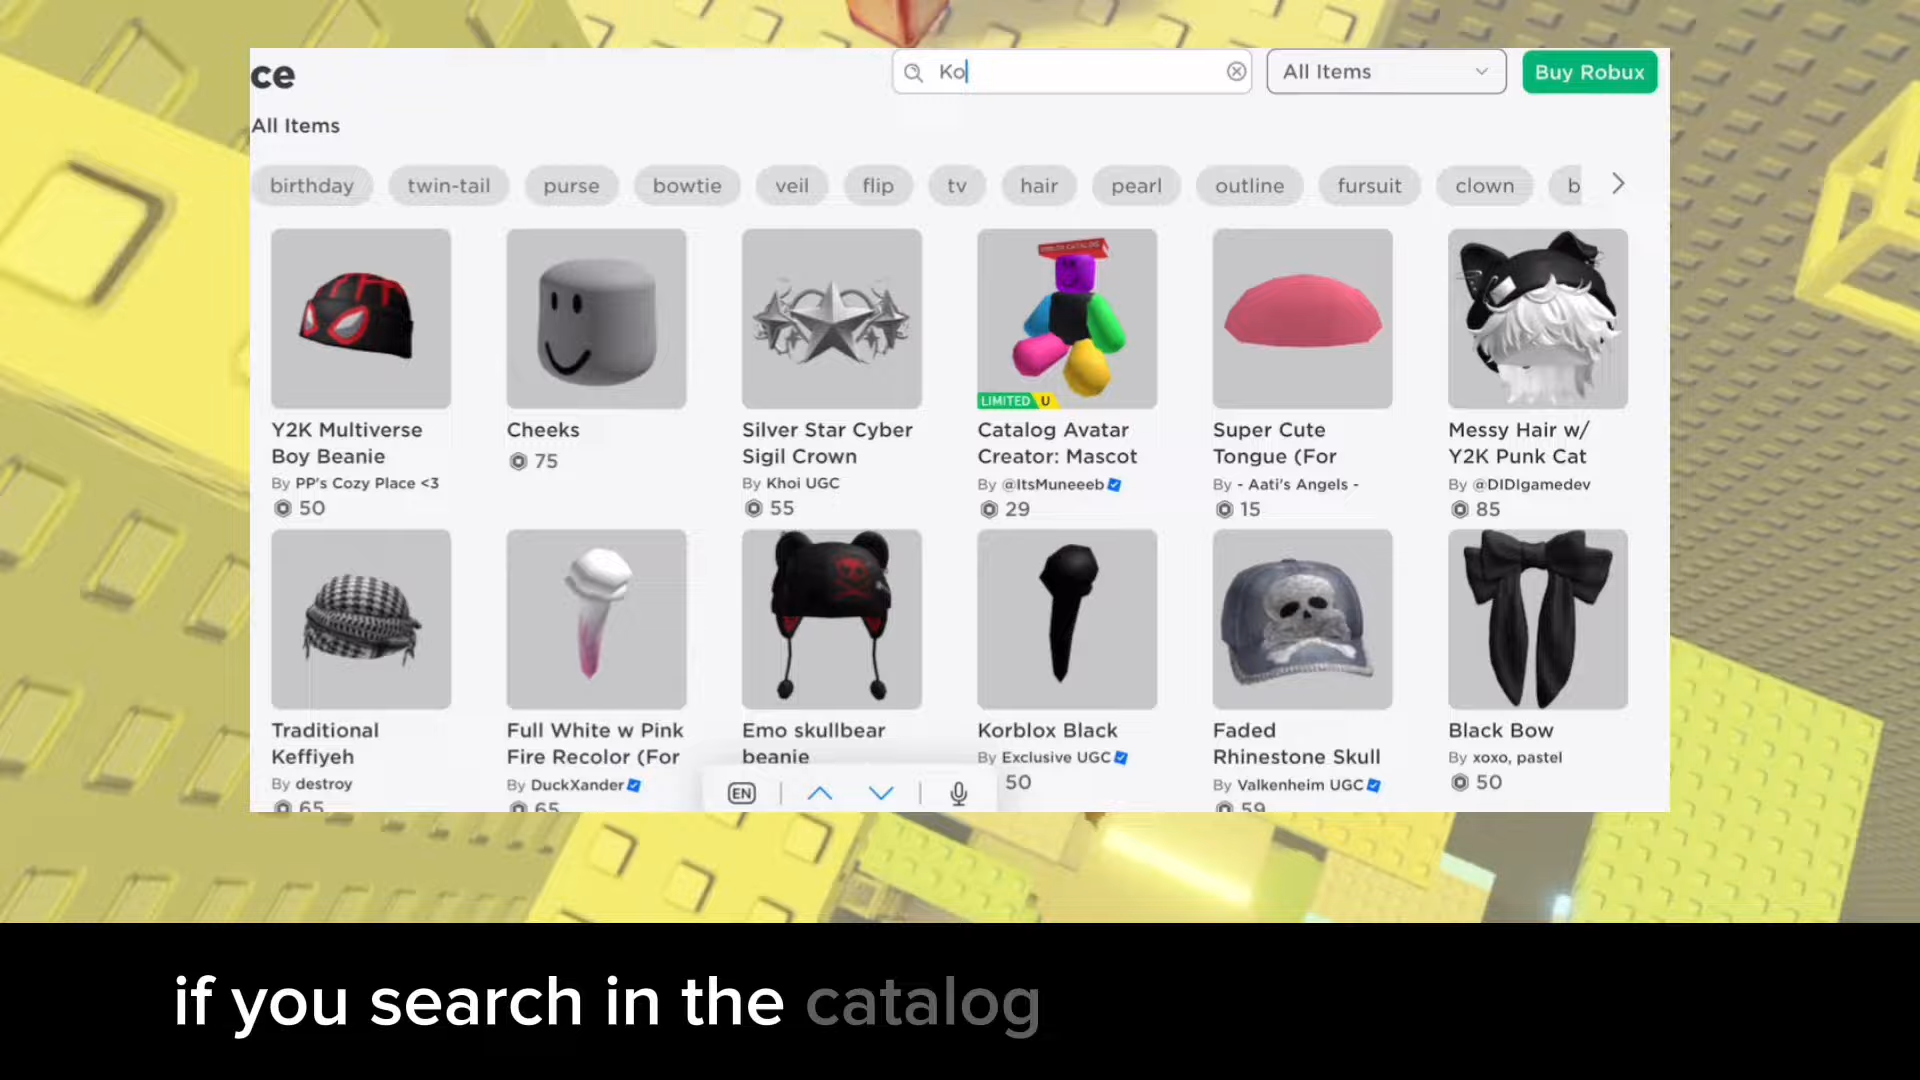 ce
Ko
All Items
Buy Robux
All Items
birthday
twin-tail
purse
bowtie
veil
flip
tv
hair
pearl
outline
fursuit
clown
b
ROBLOX CATALOG
LIMITED U
Y2K Multiverse
Boy Beanie
By PP's Cozy Place <3
50
Cheeks
75
Silver Star Cyber
Sigil Crown
By Khoi UGC
55
Catalog Avatar
Creator: Mascot
By @ItsMuneeeb
29
Super Cute
Tongue (For
By - Aati's Angels -
15
Messy Hair w/
Y2K Punk Cat
By @DIDIgamedev
85
Traditional
Keffiyeh
By destroy
65
Full White w Pink
Fire Recolor (For
By DuckXander
65
Emo skullbear
beanie
Korblox Black
By Exclusive UGC
50
Faded
Rhinestone Skull
By Valkenheim UGC
59
Black Bow
By xoxo, pastel
50
EN
if you search in the catalog